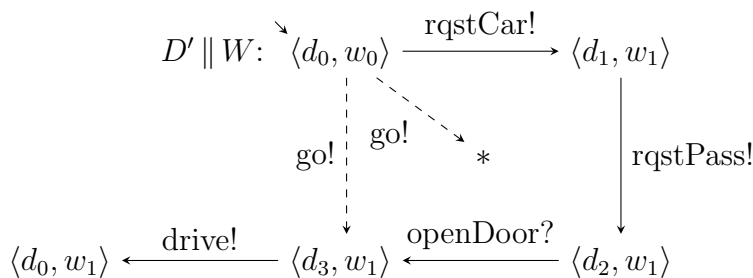 D′ ∥ W: ⟨d₀, w₀⟩ rqstCar! ⟨d₁, w₁⟩
go! go! * rqstPass!
⟨d₀, w₁⟩ drive! ⟨d₃, w₁⟩ openDoor? ⟨d₂, w₁⟩